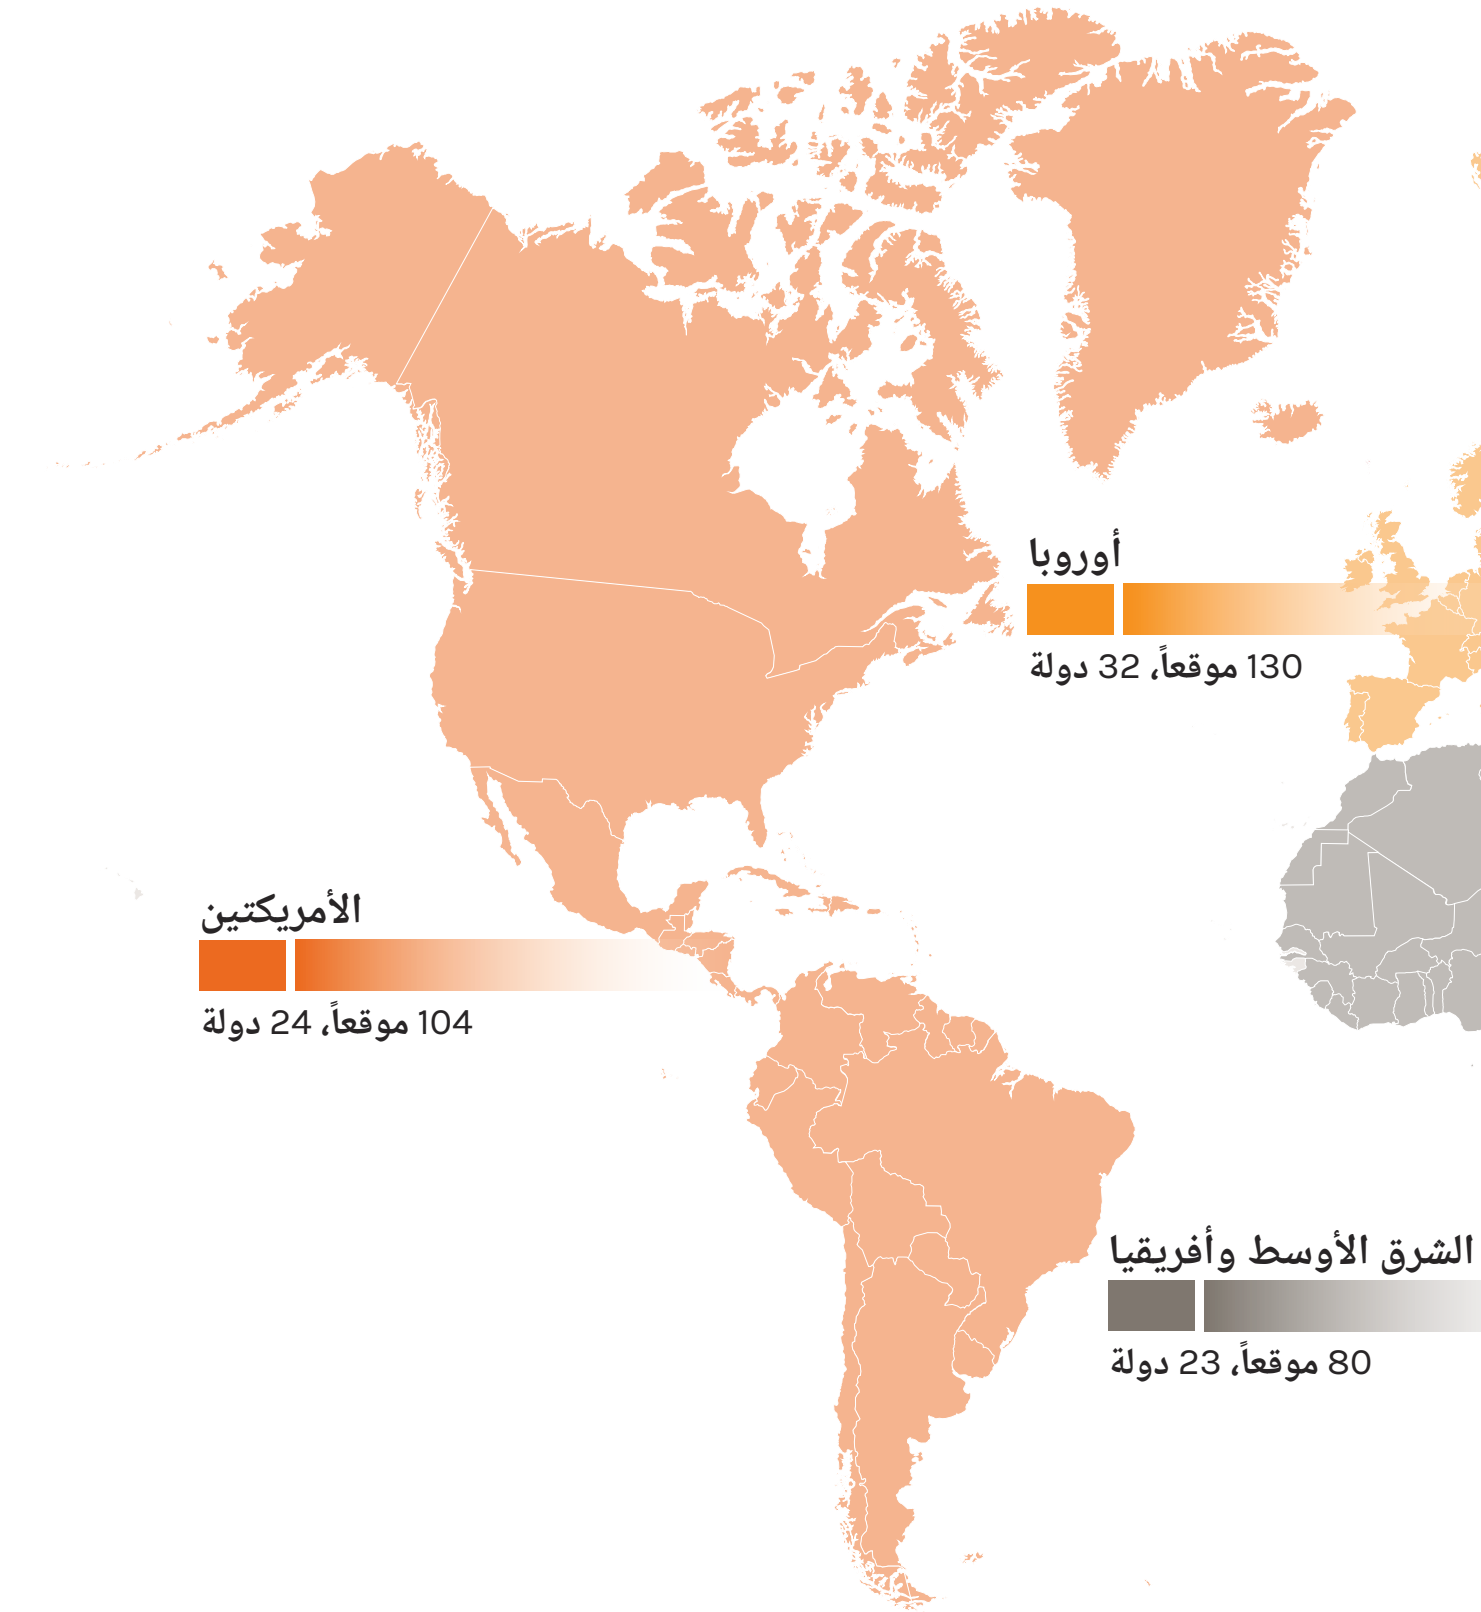 أوروبا
130 موقعاً، 32 دولة
الأمريكتين
104 موقعاً، 24 دولة
الشرق الأوسط وأفريقيا
80 موقعاً، 23 دولة